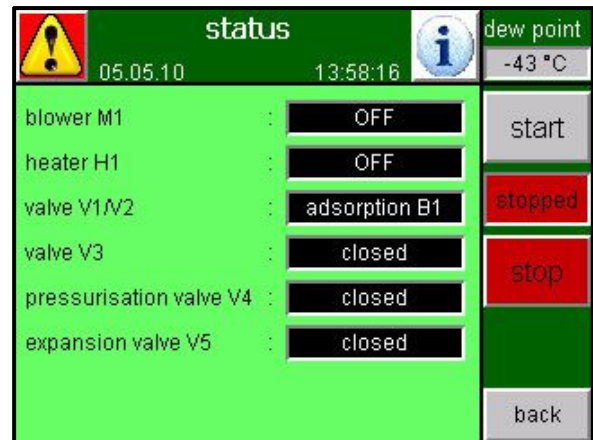 status
05.05.10 13:58:16
dew point
-43 °C
blower M1 : OFF
heater H1 : OFF
valve V1/V2 : adsorption B1
valve V3 : closed
pressurisation valve V4 : closed
expansion valve V5 : closed
start
stopped
stop
back